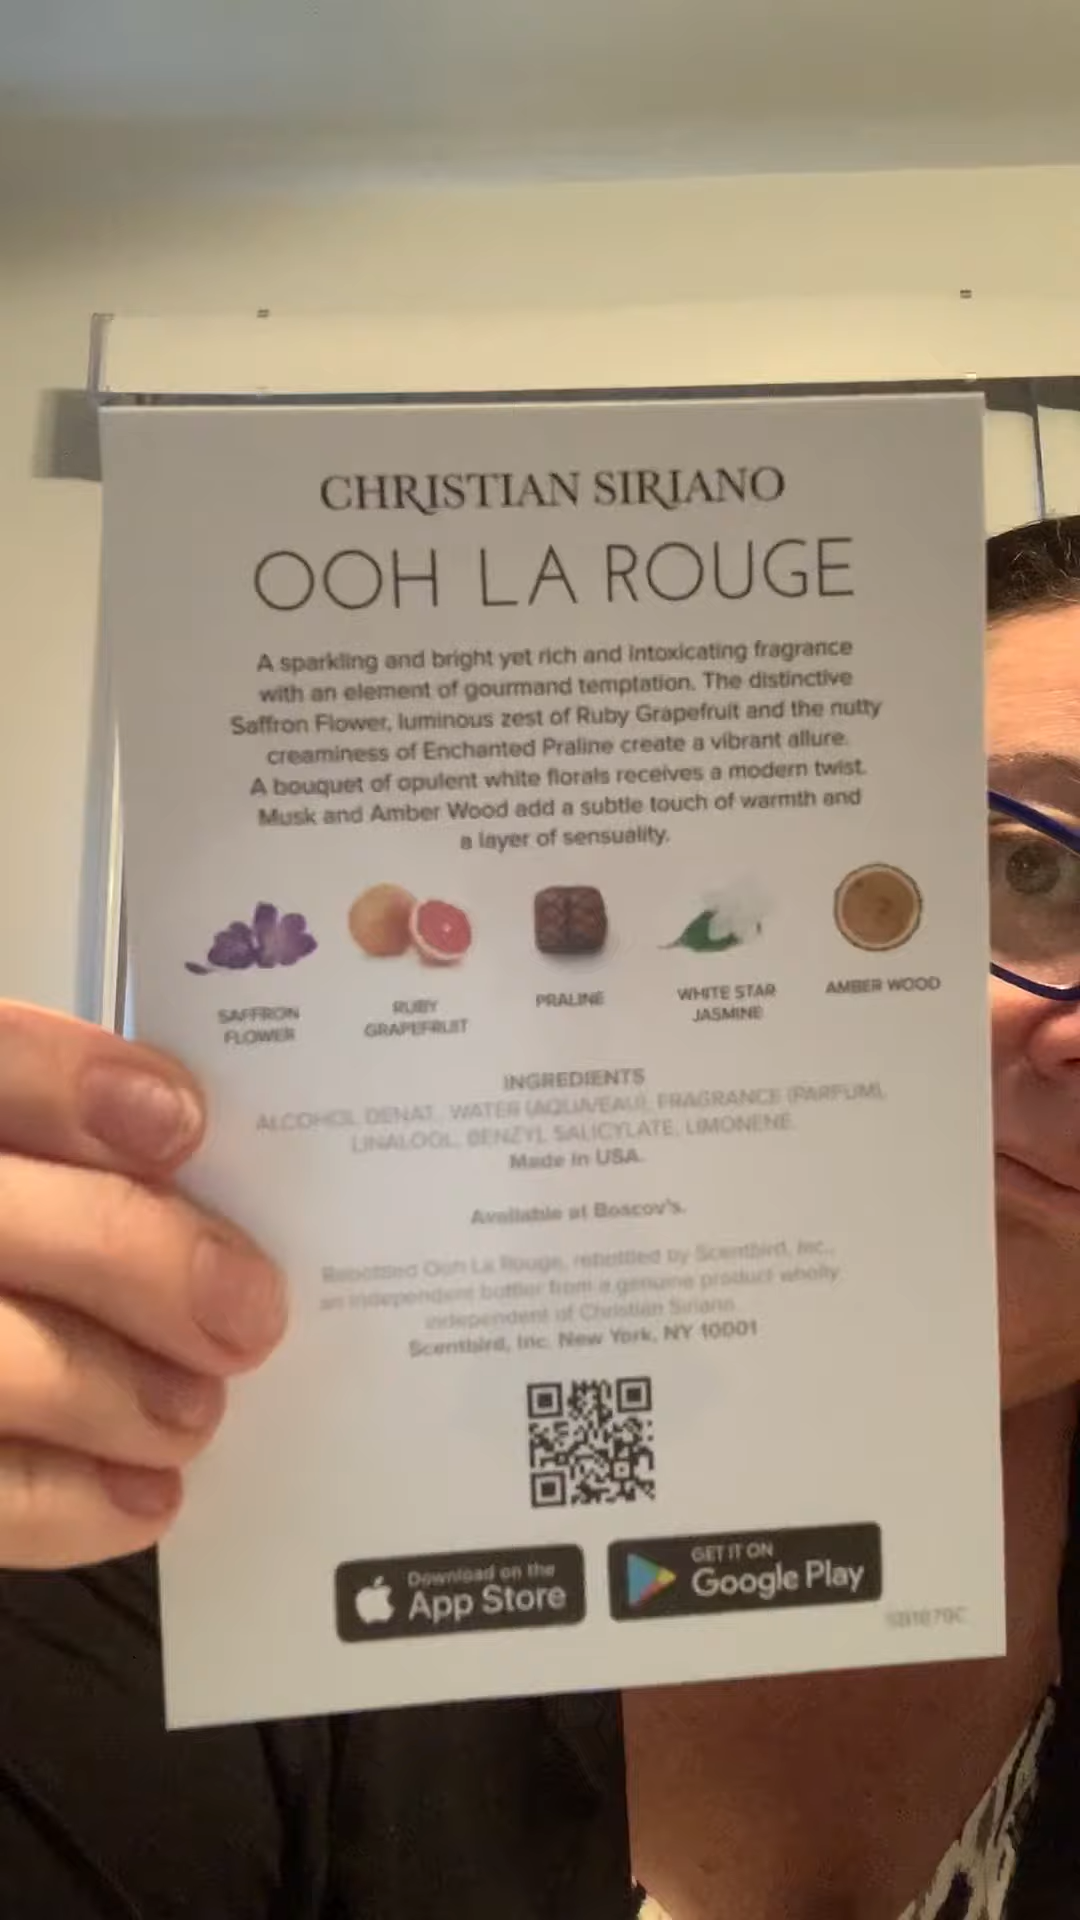 CHRISTIAN SIRIANO
OOH LA ROUGE
A sparkling and bright yet rich and intoxicating fragrance
with an element of gourmand temptation. The distinctive
Saffron Flower, luminous zest of Ruby Grapefruit and the nutty
creaminess of Enchanted Praline create a vibrant allure.
A bouquet of opulent white florals receives a modern twist.
Musk and Amber Wood add a subtle touch of warmth and
a layer of sensuality.
SAFFRON
FLOWER
RUBY
GRAPEFRUIT
PRALINE
WHITE STAR
JASMINE
AMBER WOOD
INGREDIENTS
ALCOHOL DENAT., WATER (AQUA/EAU), FRAGRANCE (PARFUM),
LINALOOL, BENZYL SALICYLATE, LIMONENE.
Made in USA.
Available at Boscov's.
Rebottled Ooh La Rouge, rebottled by Scentbird, Inc.,
an independent bottler from a genuine product wholly
independent of Christian Siriano.
Scentbird, Inc. New York, NY 10001
Download on the
App Store
GET IT ON
Google Play